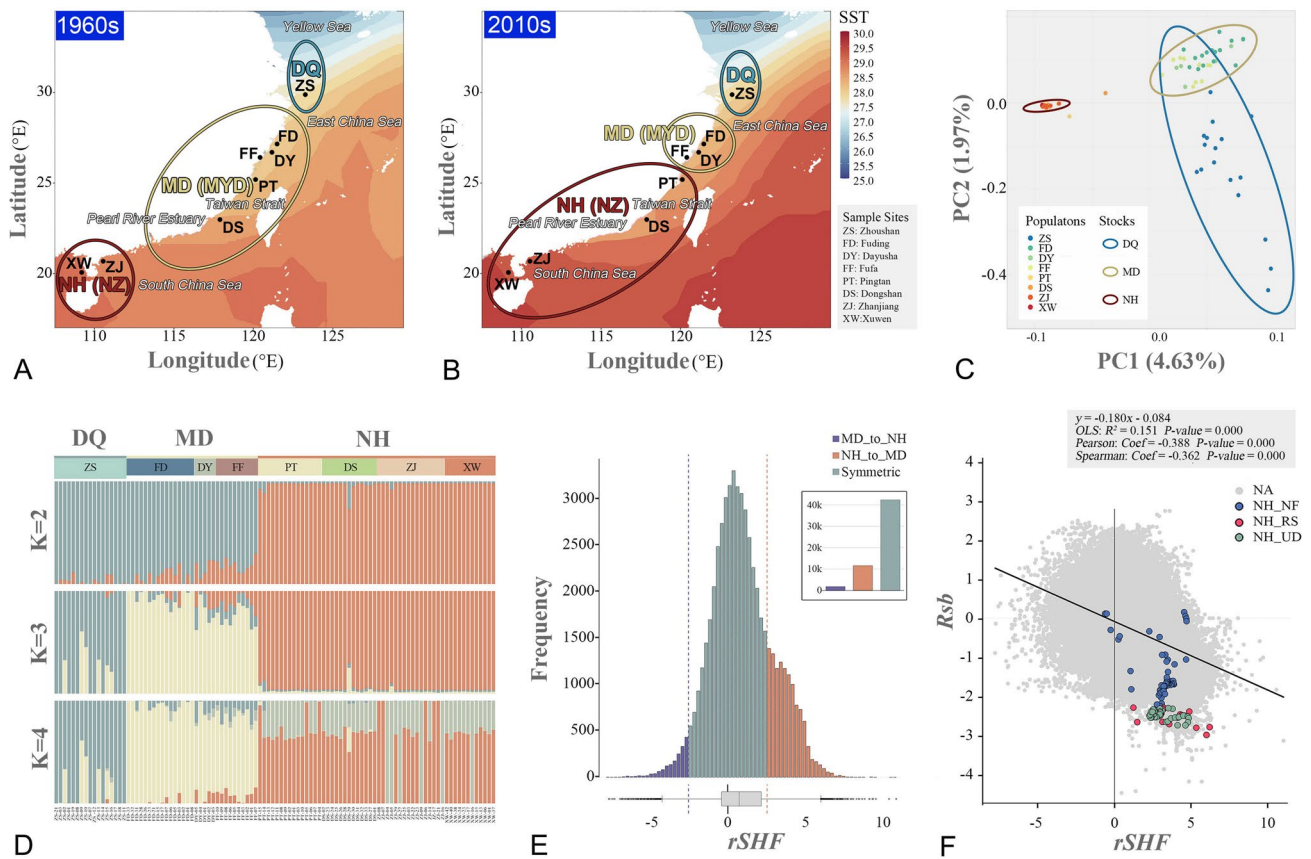 1960s
Yellow Sea
DQ
ZS
East China Sea
FD
FF
DY
MD (MYD)
PT
Taiwan Strait
Pearl River Estuary
DS
XW
ZJ
NH (NZ)
South China Sea
30
25
20
Latitude (°E)
110
115
120
125
Longitude (°E)
A
2010s
Yellow Sea
DQ
ZS
East China Sea
MD (MYD)
FD
FF
DY
PT
NH (NZ)
Taiwan Strait
Pearl River Estuary
DS
ZJ
South China Sea
XW
30
25
20
Latitude (°E)
110
115
120
125
Longitude (°E)
B
SST
30.0
29.5
29.0
28.5
28.0
27.5
27.0
26.5
26.0
25.5
25.0
Sample Sites
ZS: Zhoushan
FD: Fuding
DY: Dayusha
FF: Fufa
PT: Pingtan
DS: Dongshan
ZJ: Zhanjiang
XW:Xuwen
PC2 (1.97%)
0.0
-0.2
-0.4
Populatons
ZS
FD
DY
FF
PT
DS
ZJ
XW
Stocks
DQ
MD
NH
-0.1
0.0
0.1
PC1 (4.63%)
C
DQ
MD
NH
ZS
FD
DY
FF
PT
DS
ZJ
XW
K=2
K=3
K=4
D
MD_to_NH
NH_to_MD
Symmetric
40k
30k
20k
10k
0
Frequency
3000
2500
2000
1500
1000
500
0
-5
0
5
10
rSHF
E
y = -0.180x - 0.084
OLS: R² = 0.151 P-value = 0.000
Pearson: Coef = -0.388 P-value = 0.000
Spearman: Coef = -0.362 P-value = 0.000
NA
NH_NF
NH_RS
NH_UD
Rsb
4
3
2
1
0
-1
-2
-3
-4
-5
0
5
10
rSHF
F